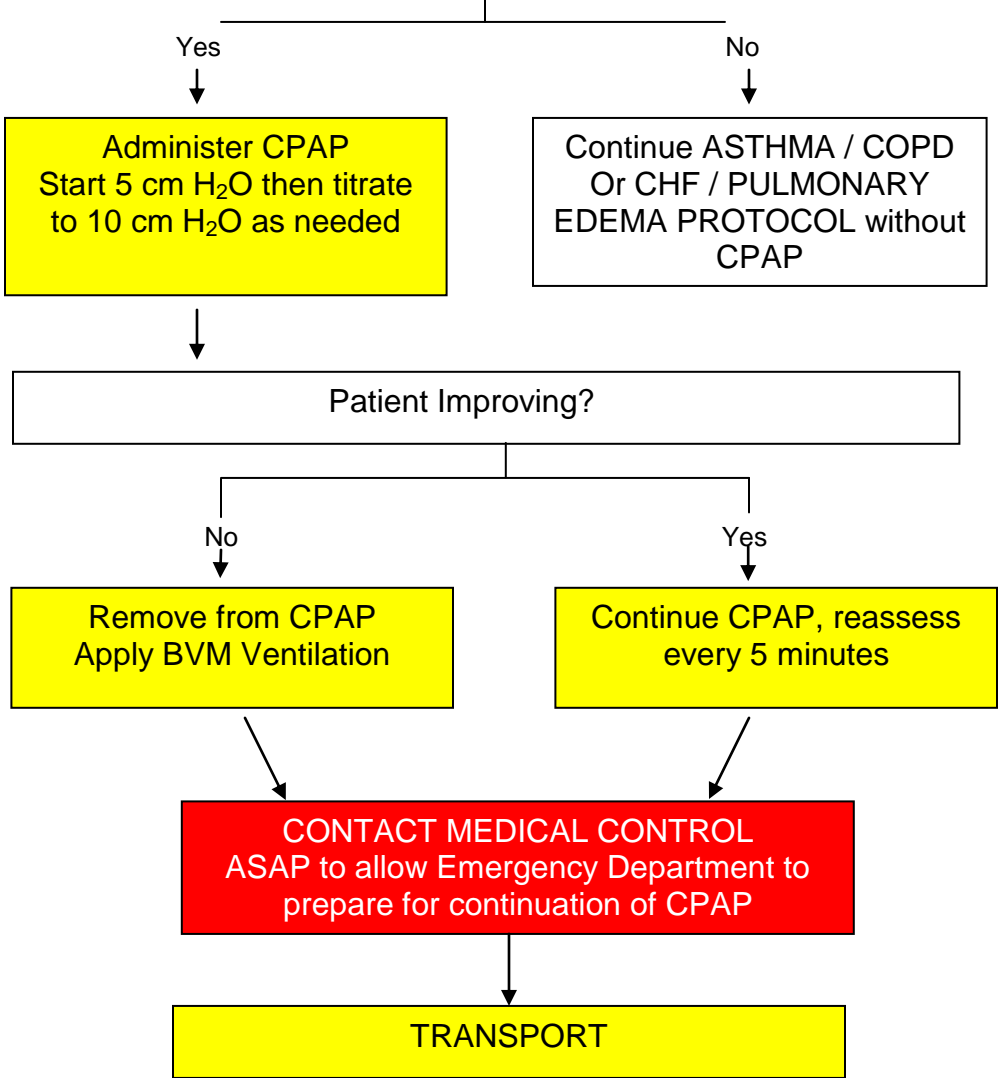 Yes
No
Administer CPAP
Start 5 cm H₂O then titrate
to 10 cm H₂O as needed
Continue ASTHMA / COPD
Or CHF / PULMONARY
EDEMA PROTOCOL without
CPAP
Patient Improving?
No
Yes
Remove from CPAP
Apply BVM Ventilation
Continue CPAP, reassess
every 5 minutes
CONTACT MEDICAL CONTROL
ASAP to allow Emergency Department to
prepare for continuation of CPAP
TRANSPORT